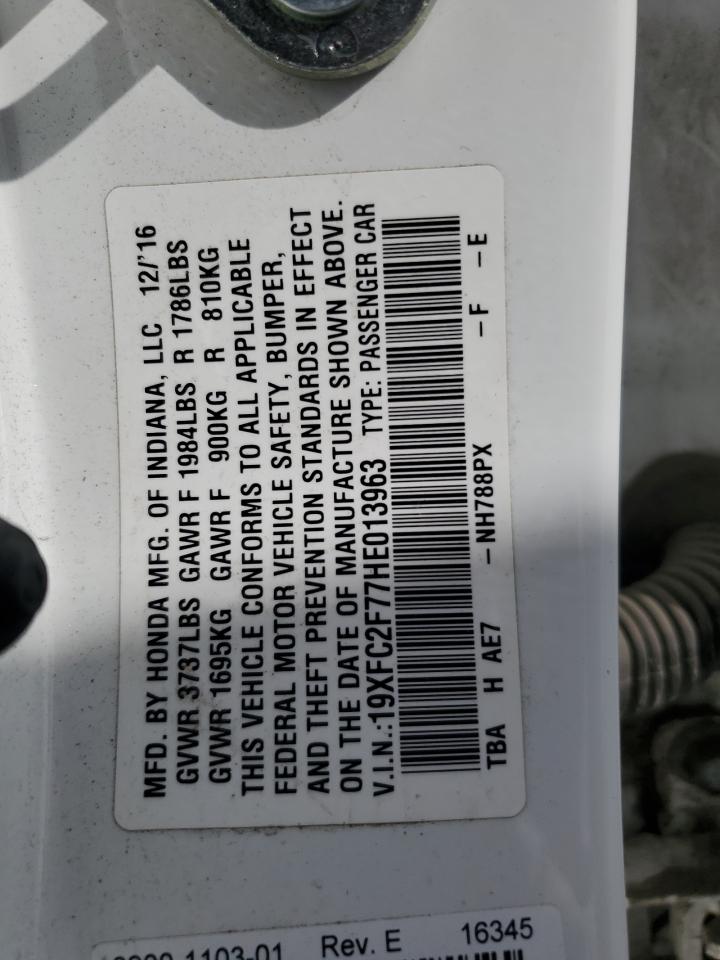 MFD. BY HONDA MFG. OF INDIANA, LLC 12/'16
GVWR 3737LBS GAWR F 1984LBS R 1786LBS
GVWR 1695KG GAWR F 900KG R 810KG
THIS VEHICLE CONFORMS TO ALL APPLICABLE
FEDERAL MOTOR VEHICLE SAFETY, BUMPER,
AND THEFT PREVENTION STANDARDS IN EFFECT
ON THE DATE OF MANUFACTURE SHOWN ABOVE.
V.I.N.:19XFC2F77HE013963 TYPE: PASSENGER CAR
TBA H AE7 –NH788PX –F –E
Rev. E 16345